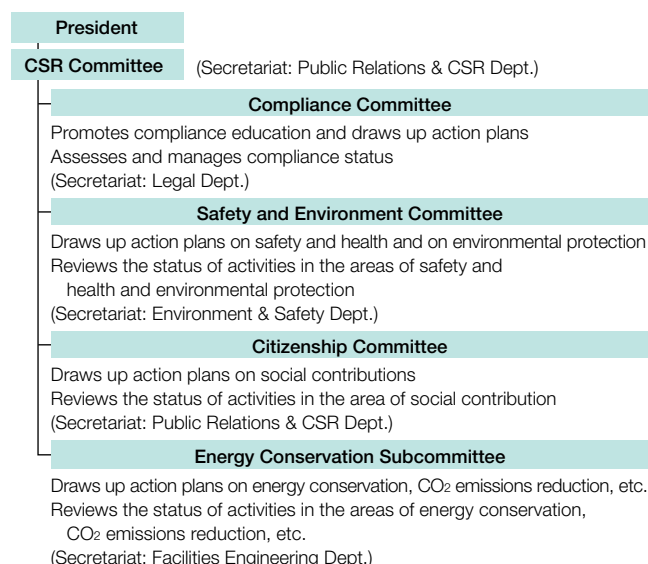 President
CSR Committee (Secretariat: Public Relations & CSR Dept.)
Compliance Committee
Promotes compliance education and draws up action plans
Assesses and manages compliance status
(Secretariat: Legal Dept.)
Safety and Environment Committee
Draws up action plans on safety and health and on environmental protection
Reviews the status of activities in the areas of safety and
health and environmental protection
(Secretariat: Environment & Safety Dept.)
Citizenship Committee
Draws up action plans on social contributions
Reviews the status of activities in the area of social contribution
(Secretariat: Public Relations & CSR Dept.)
Energy Conservation Subcommittee
Draws up action plans on energy conservation, CO2 emissions reduction, etc.
Reviews the status of activities in the areas of energy conservation,
CO2 emissions reduction, etc.
(Secretariat: Facilities Engineering Dept.)